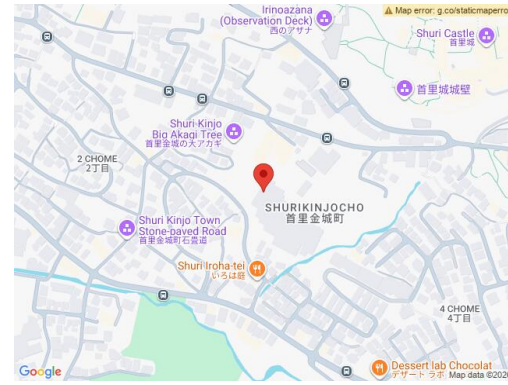 Irinoazana
(Observation Deck)
西のアザナ
Map error: g.co/staticmaperro
Shuri Castle
首里城
首里城城壁
Shuri-Kinjo
Big Akagi Tree
首里金城の大アカギ
2 CHOME
2丁目
SHURIKINJOCHO
首里金城町
Shuri Kinjo Town
Stone-paved Road
首里金城町石畳道
Shuri Iroha-tei
いろは庭
4 CHOME
4丁目
Dessert lab Chocolat
デザート ラボ
Google
Map data ©2026